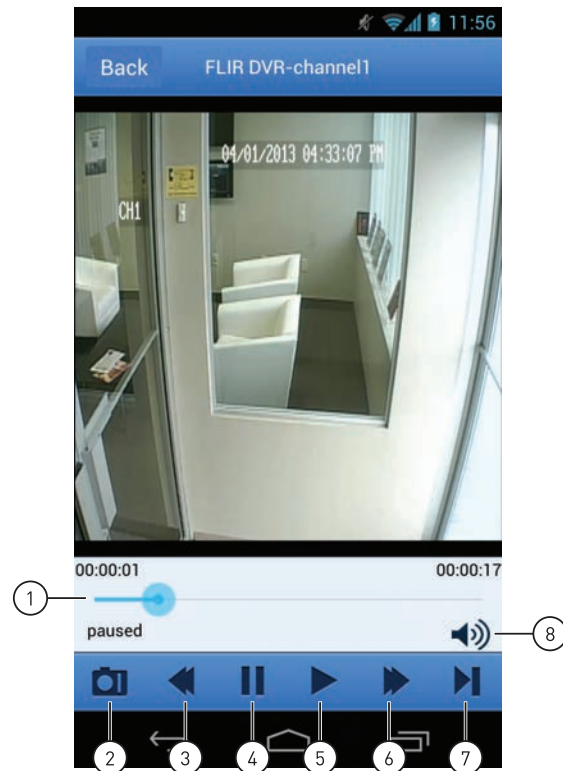 11:56
Back FLIR DVR-channel1
04/01/2013 04:33:07 PM
CH1
00:00:01 00:00:17
1
paused
8
2 3 4 5 6 7